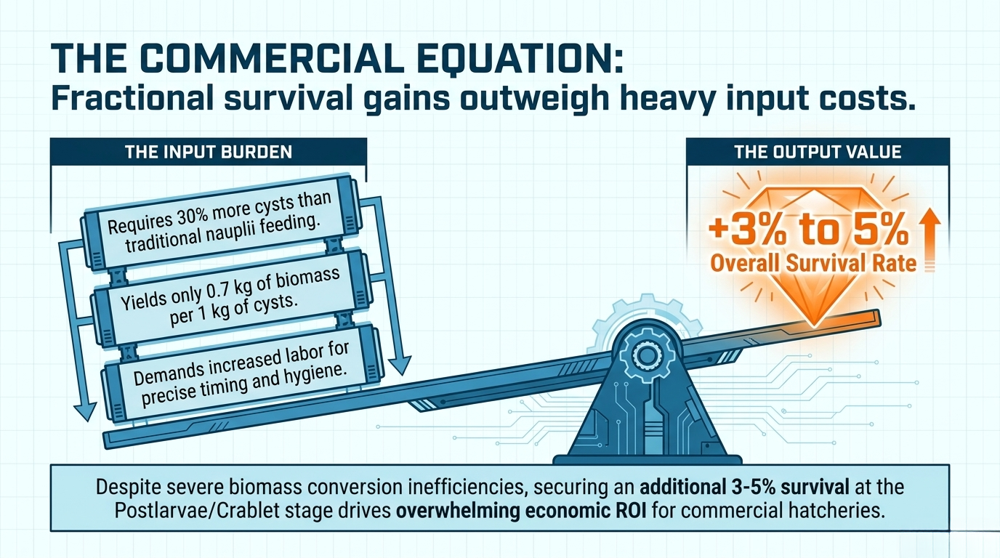 THE COMMERCIAL EQUATION:
Fractional survival gains outweigh heavy input costs.
THE INPUT BURDEN
Requires 30% more cysts than
traditional nauplii feeding.
Yields only 0.7 kg of biomass
per 1 kg of cysts.
Demands increased labor for
precise timing and hygiene.
THE OUTPUT VALUE
+3% to 5%
Overall Survival Rate
Despite severe biomass conversion inefficiencies, securing an additional 3-5% survival at the
Postlarvae/Crablet stage drives overwhelming economic ROI for commercial hatcheries.